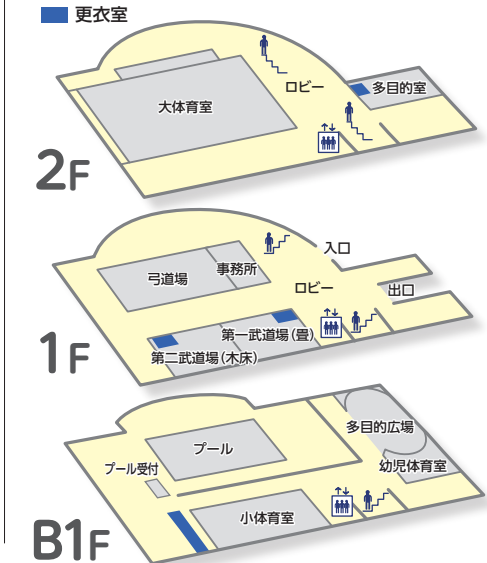 更衣室
ロビー
多目的室
大体育室
2F
入口
事務所
弓道場
ロビー
出口
第一武道場(畳)
第二武道場(木床)
1F
多目的広場
プール
プール受付
幼児体育室
小体育室
B1F